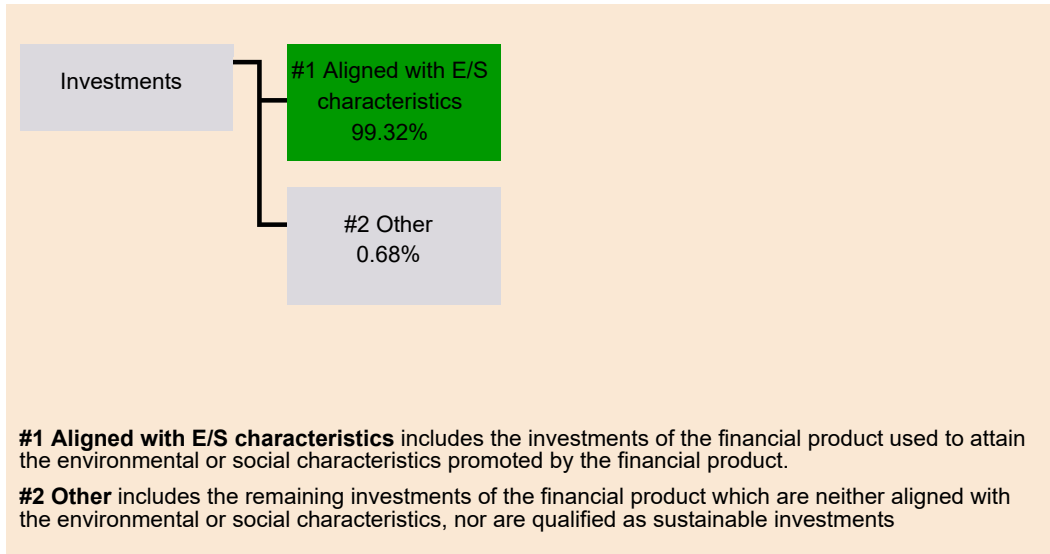 Investments
#1 Aligned with E/S
characteristics
99.32%
#2 Other
0.68%
#1 Aligned with E/S characteristics includes the investments of the financial product used to attain
the environmental or social characteristics promoted by the financial product.
#2 Other includes the remaining investments of the financial product which are neither aligned with
the environmental or social characteristics, nor are qualified as sustainable investments